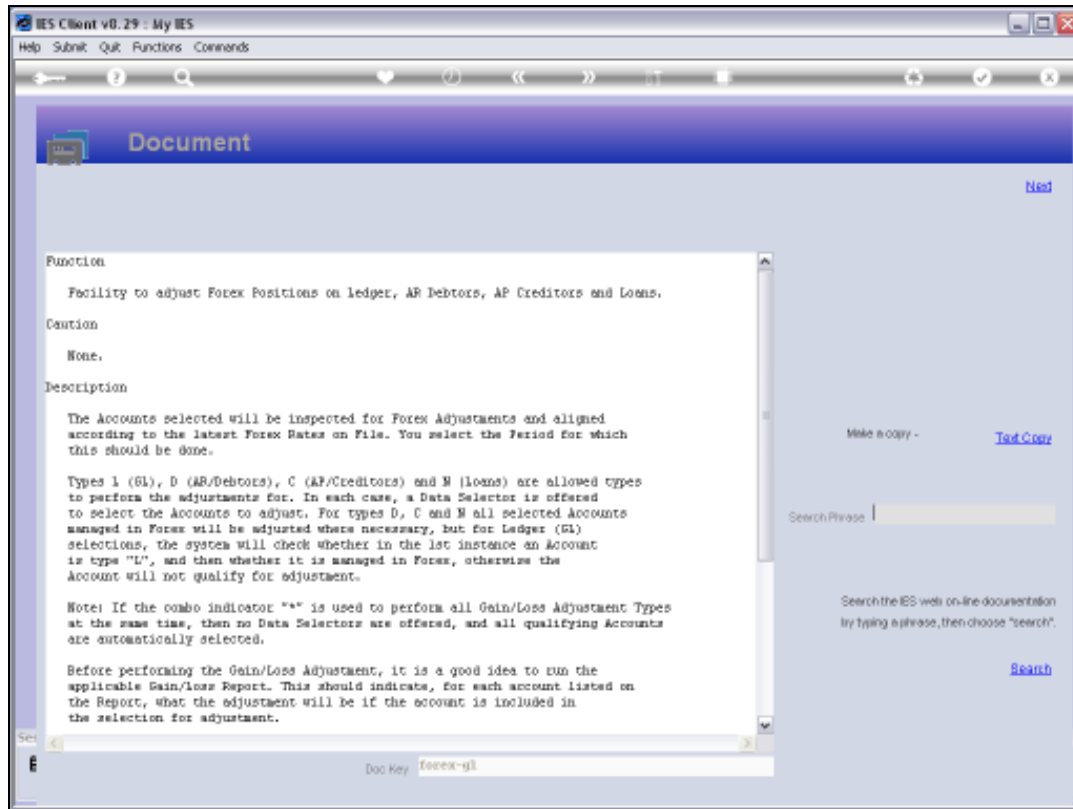 IES Client v8.29 : My IES
Help Submit Quit Functions Commands
Document
Next
Function
Facility to adjust Forex Positions on ledger, AR Debtors, AP Creditors and Loans.
Caution
None.
Description
The Accounts selected will be inspected for Forex Adjustments and aligned
according to the latest Forex Rates on File. You select the Period for which
this should be done.
Types L (GL), D (AR/Debtors), C (AP/Creditors) and N (loans) are allowed types
to perform the adjustments for. In each case, a Data Selector is offered
to select the Accounts to adjust. For types D, C and N all selected Accounts
managed in Forex will be adjusted where necessary, but for Ledger (GL)
selections, the system will check whether in the 1st instance an Account
is type "L", and then whether it is managed in Forex, otherwise the
Account will not qualify for adjustment.
Note: If the combo indicator "*" is used to perform all Gain/Loss Adjustment Types
at the same time, then no Data Selectors are offered, and all qualifying Accounts
are automatically selected.
Before performing the Gain/Loss Adjustment, it is a good idea to run the
applicable Gain/Loss Report. This should indicate, for each account listed on
the Report, what the adjustment will be if the account is included in
the selection for adjustment.
Make a copy -
Text Copy
Search Phrase
Search the IES web on-line documentation
by typing a phrase, then choose "search".
Search
Doc Key forex-gl